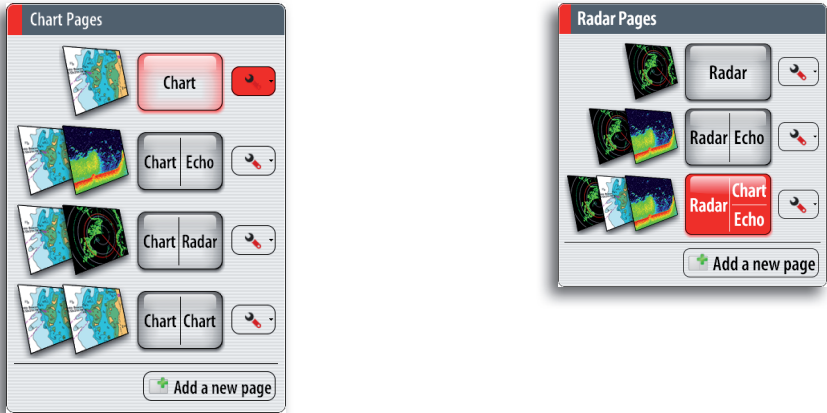 Chart Pages
Chart
Chart Echo
Chart Radar
Chart Chart
Add a new page
Radar Pages
Radar
Radar Echo
Radar Chart
Echo
Add a new page